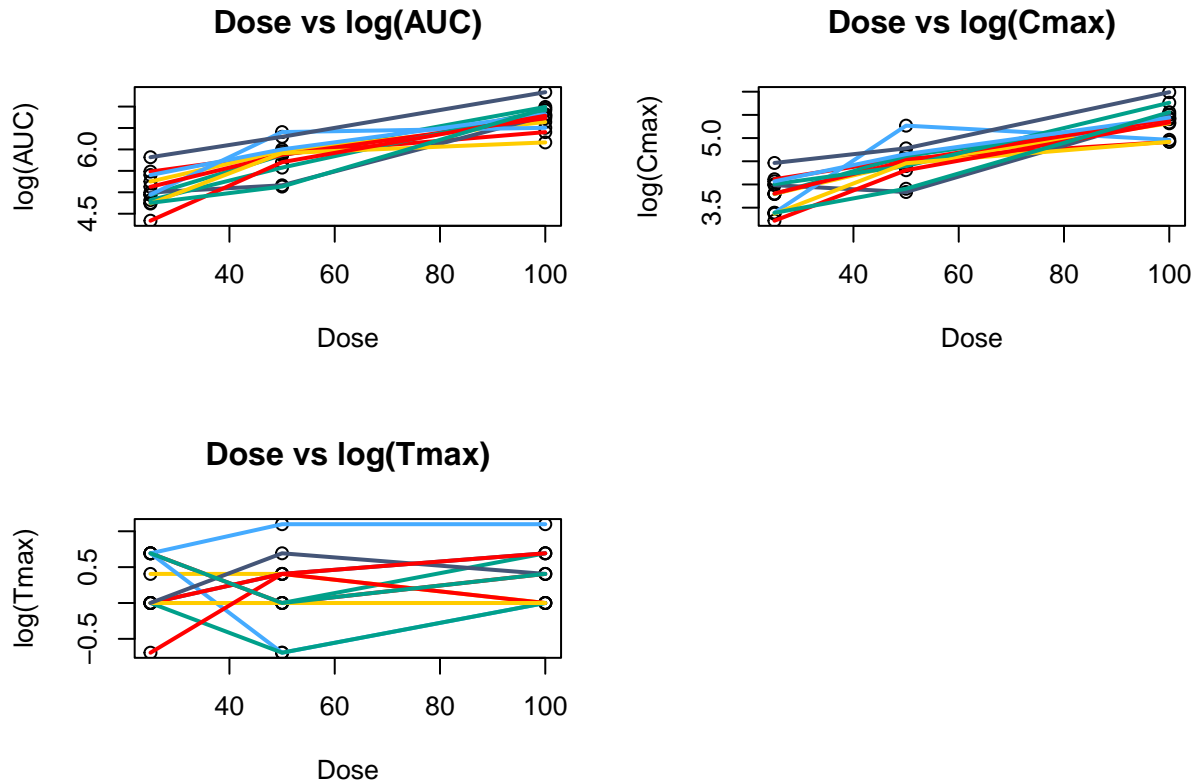 Dose vs log(AUC)
log(AUC)
6.0
4.5
40 60 80 100
Dose
Dose vs log(Cmax)
log(Cmax)
5.0
3.5
40 60 80 100
Dose
Dose vs log(Tmax)
log(Tmax)
0.5
−0.5
40 60 80 100
Dose